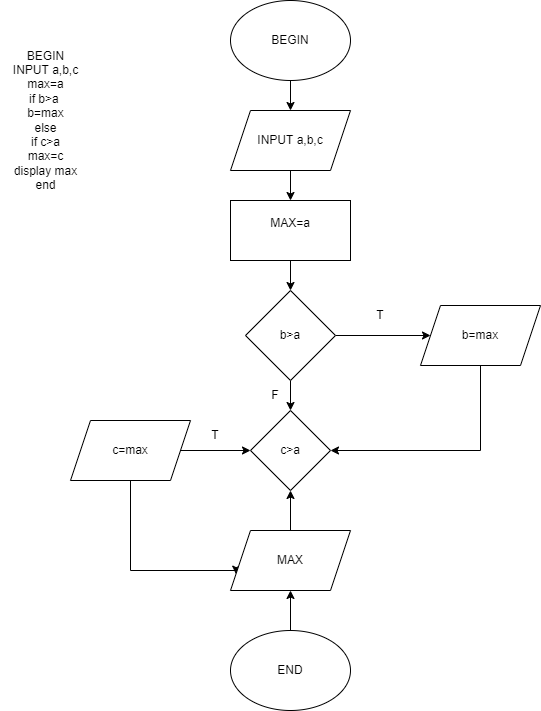 BEGIN
INPUT a,b,c
max=a
if b>a
b=max
else
if c>a
max=c
display max
end
BEGIN
INPUT a,b,c
MAX=a
b>a
T
b=max
F
c=max
T
c>a
MAX
END